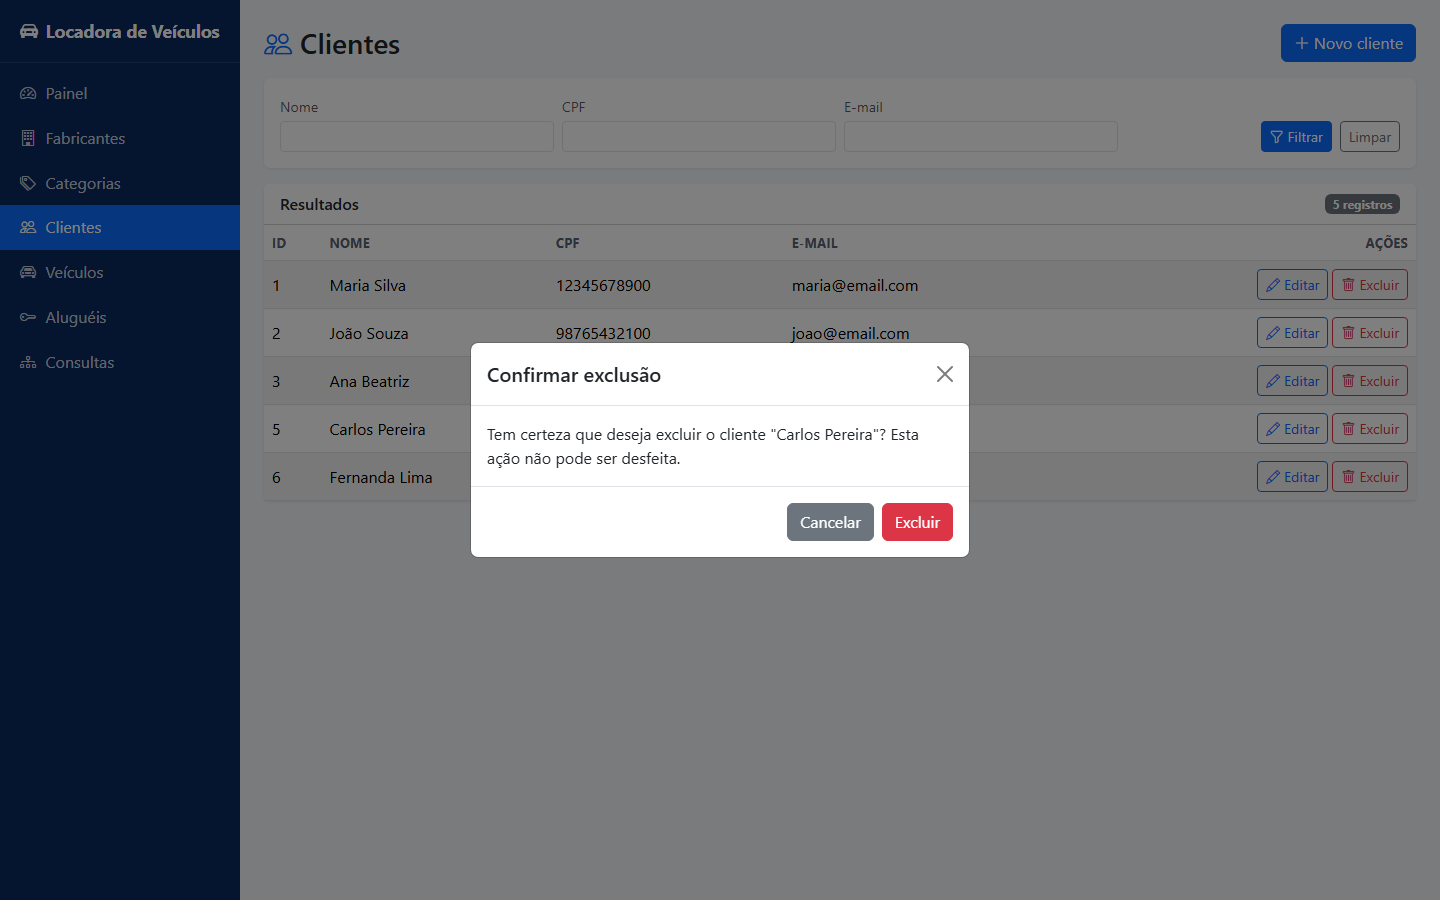 Locadora de Veículos
Painel
Fabricantes
Categorias
Clientes
Veículos
Aluguéis
Consultas
Clientes
Novo cliente
Nome CPF E-mail
Filtrar Limpar
Resultados 5 registros
ID NOME CPF E-MAIL AÇÕES
1 Maria Silva 12345678900 maria@email.com Editar Excluir
2 João Souza 98765432100 joao@email.com Editar Excluir
3 Ana Beatriz Editar Excluir
5 Carlos Pereira Editar Excluir
6 Fernanda Lima Editar Excluir
Confirmar exclusão
Tem certeza que deseja excluir o cliente "Carlos Pereira"? Esta
ação não pode ser desfeita.
Cancelar Excluir